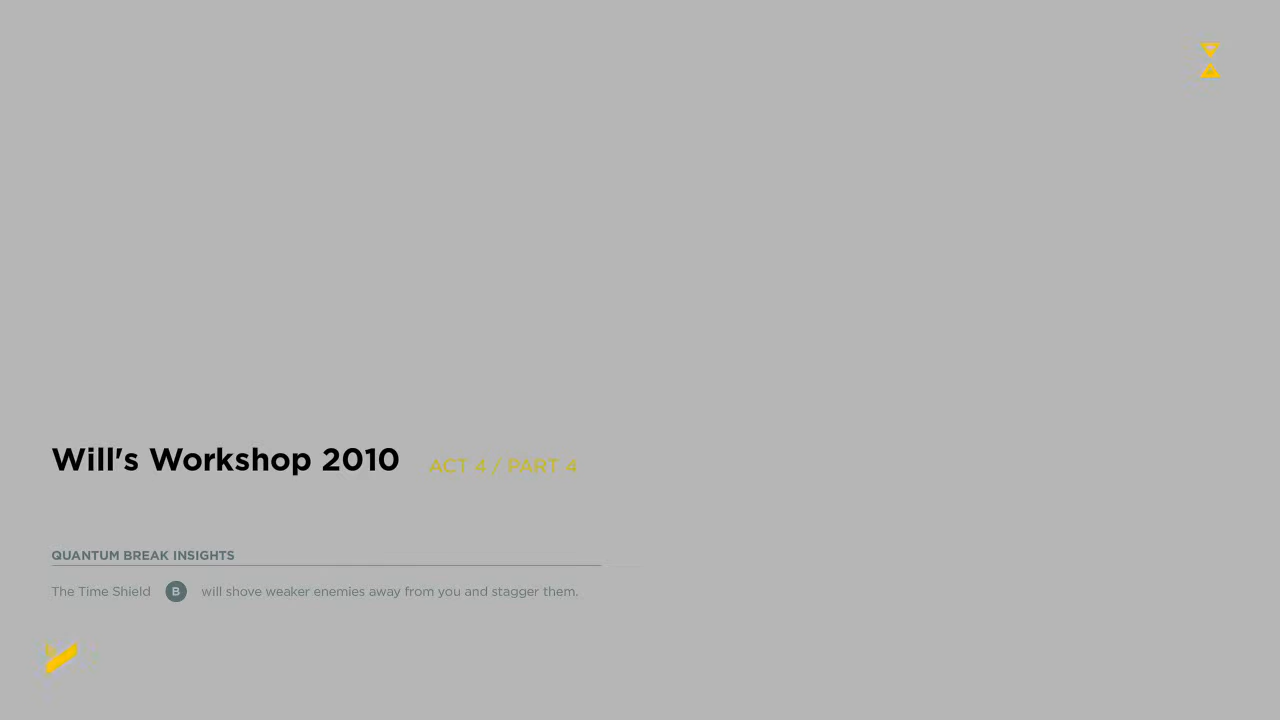 Will's Workshop 2010 ACT 4 / PART 4
QUANTUM BREAK INSIGHTS
The Time Shield B will shove weaker enemies away from you and stagger them.